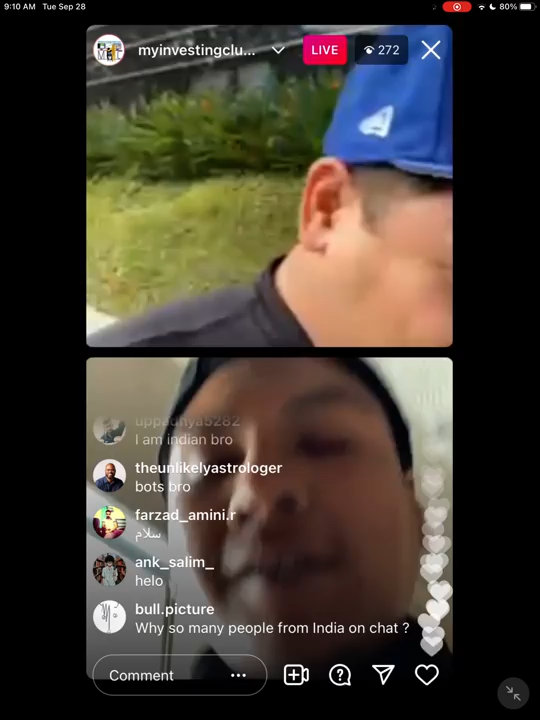 9:10 AM Tue Sep 28
80%
myinvestingclu...
LIVE
272
uppadhya5282
I am indian bro
theunlikelyastrologer
bots bro
farzad_amini.r
سلام
ank_salim_
helo
bull.picture
Why so many people from India on chat ?
Comment